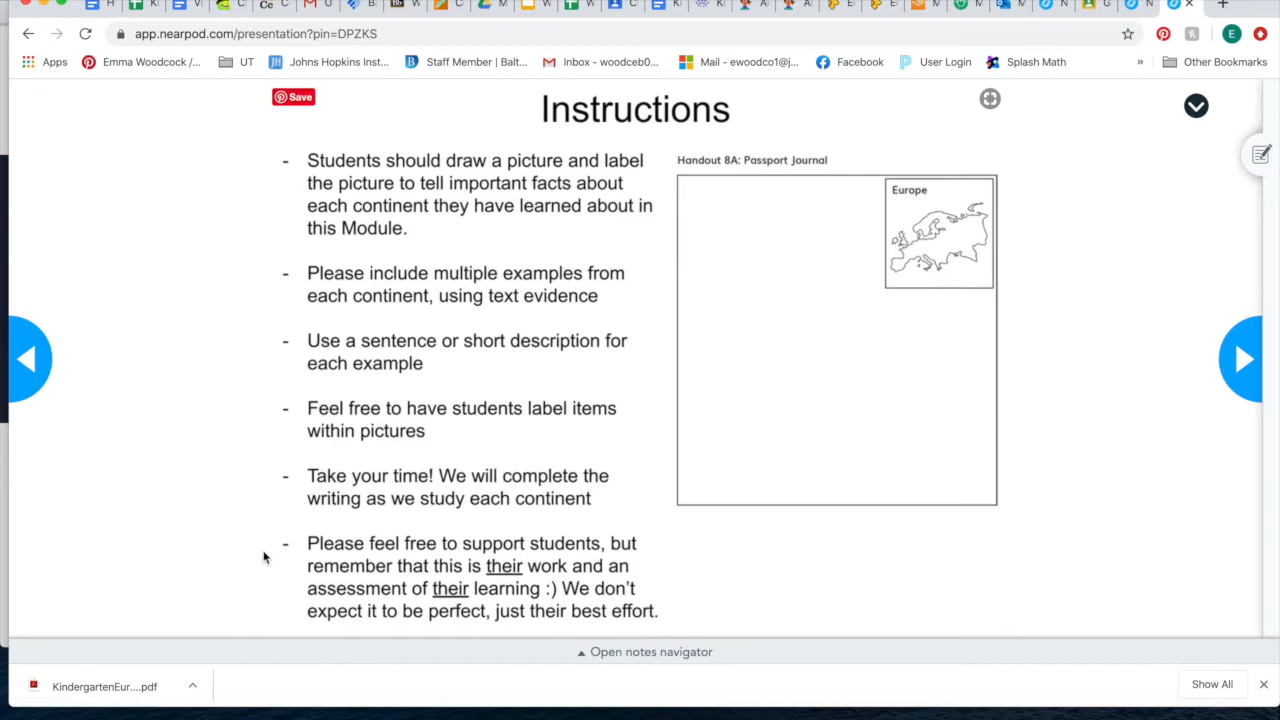 app.nearpod.com/presentation?pin=DPZKS
Apps
Emma Woodcock /...
UT
Johns Hopkins Inst...
Staff Member | Balt...
Inbox - woodceb0...
Mail - ewoodco1@j...
Facebook
User Login
Splash Math
»
Other Bookmarks
E
Save
Instructions
- Students should draw a picture and label
the picture to tell important facts about
each continent they have learned about in
this Module.
- Please include multiple examples from
each continent, using text evidence
- Use a sentence or short description for
each example
- Feel free to have students label items
within pictures
- Take your time! We will complete the
writing as we study each continent
- Please feel free to support students, but
remember that this is their work and an
assessment of their learning :) We don't
expect it to be perfect, just their best effort.
Handout 8A: Passport Journal
Europe
Open notes navigator
KindergartenEur....pdf
Show All